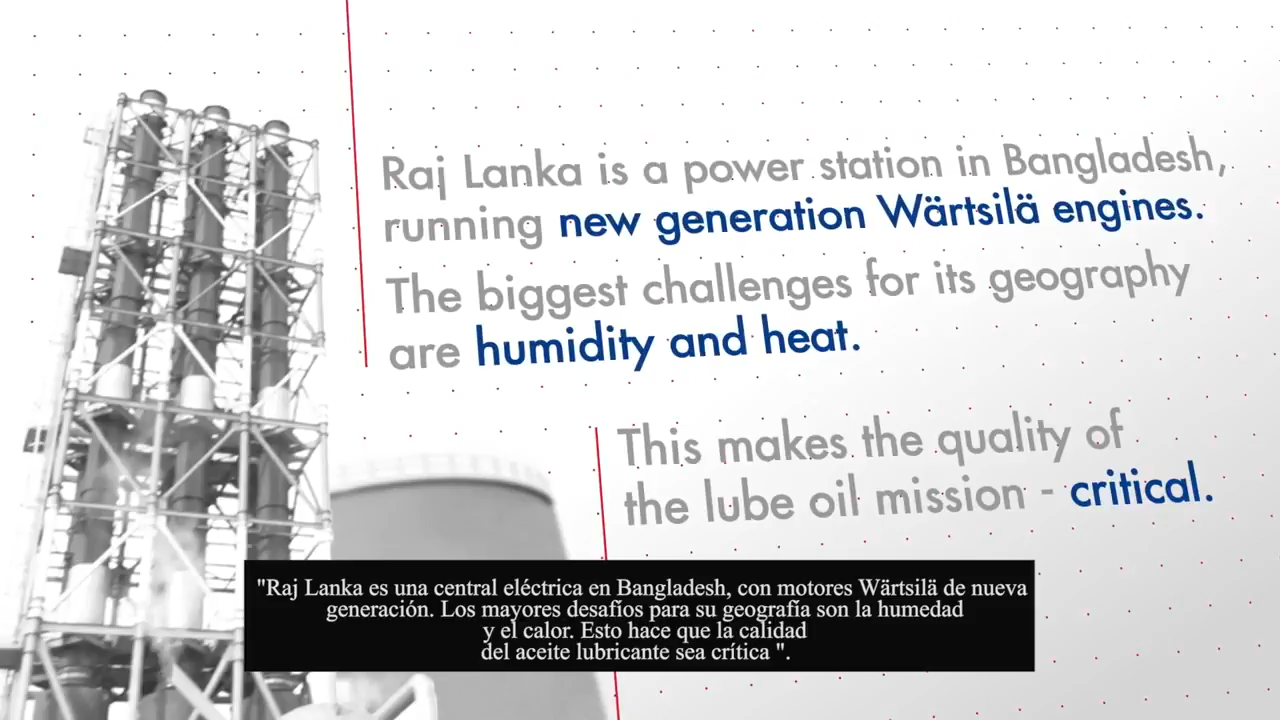 Raj Lanka is a power station in Bangladesh,
running new generation Wärtsilä engines.
The biggest challenges for its geography
are humidity and heat.
This makes the quality of
the lube oil mission - critical.
"Raj Lanka es una central eléctrica en Bangladesh, con motores Wärtsilä de nueva
generación. Los mayores desafíos para su geografía son la humedad
y el calor. Esto hace que la calidad
del aceite lubricante sea crítica ".